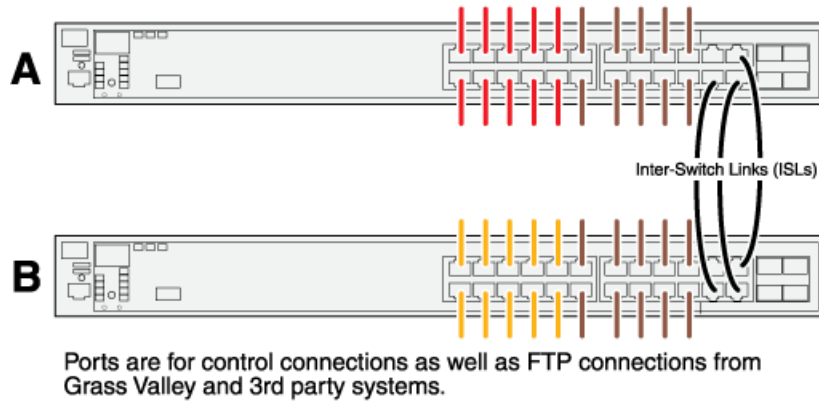 A
Inter-Switch Links (ISLs)
B
Ports are for control connections as well as FTP connections from
Grass Valley and 3rd party systems.